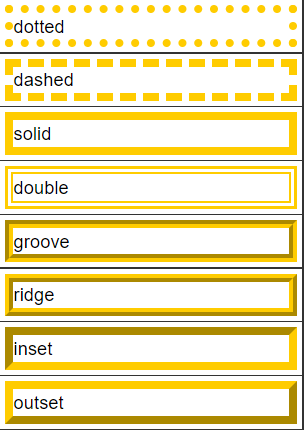 dotted
dashed
solid
double
groove
ridge
inset
outset